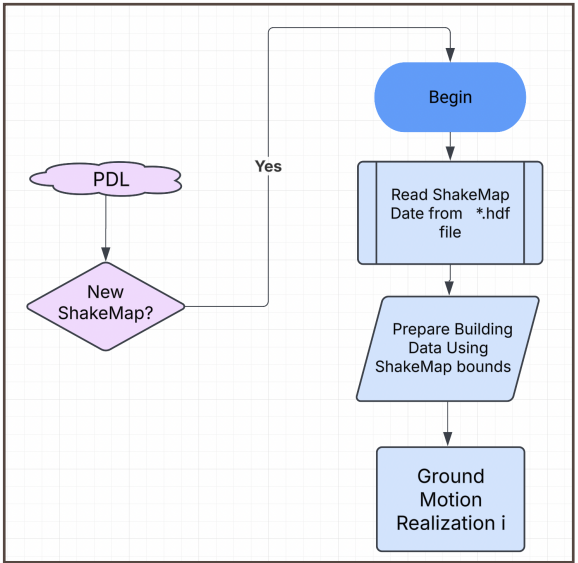 PDL
New
ShakeMap?
Yes
Begin
Read ShakeMap
Date from *.hdf
file
Prepare Building
Data Using
ShakeMap bounds
Ground
Motion
Realization i